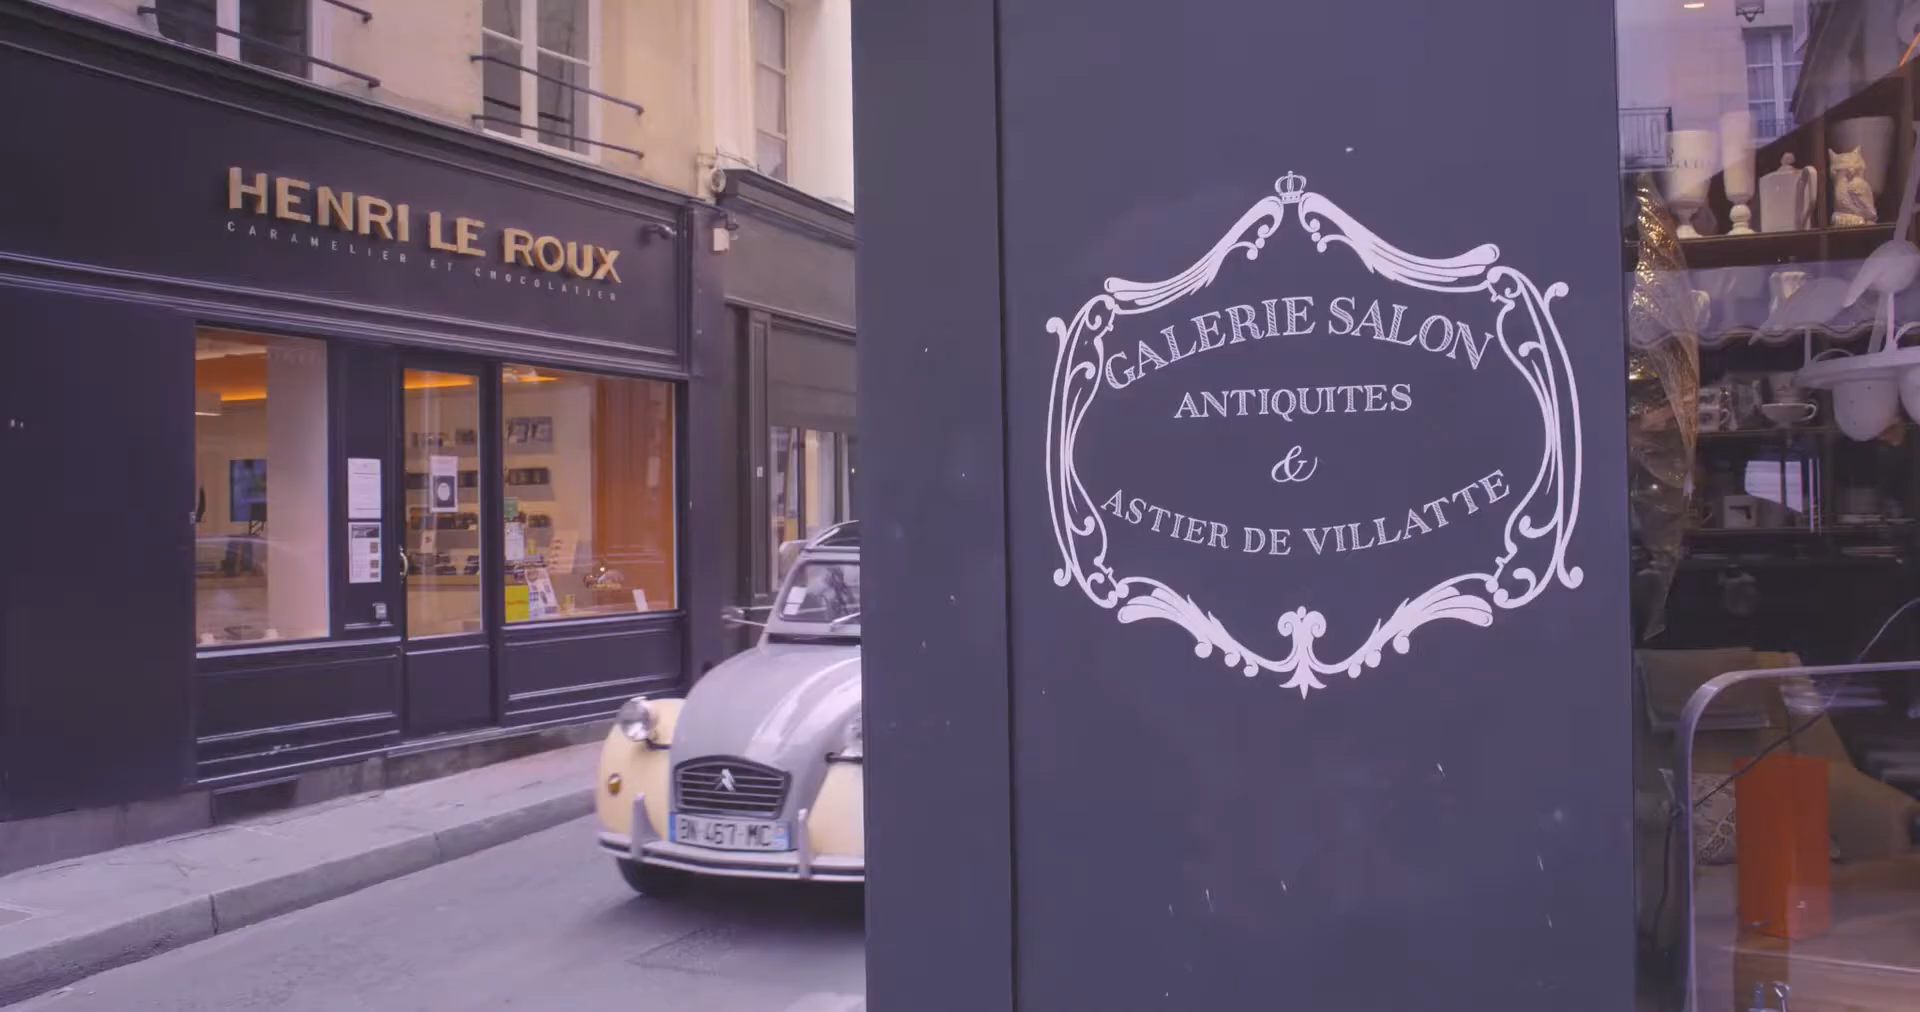 HENRI LE ROUX
CARAMELIER ET CHOCOLATIER
GALERIE SALON
ANTIQUITES
&
ASTIER DE VILLATTE
BN-467-MC